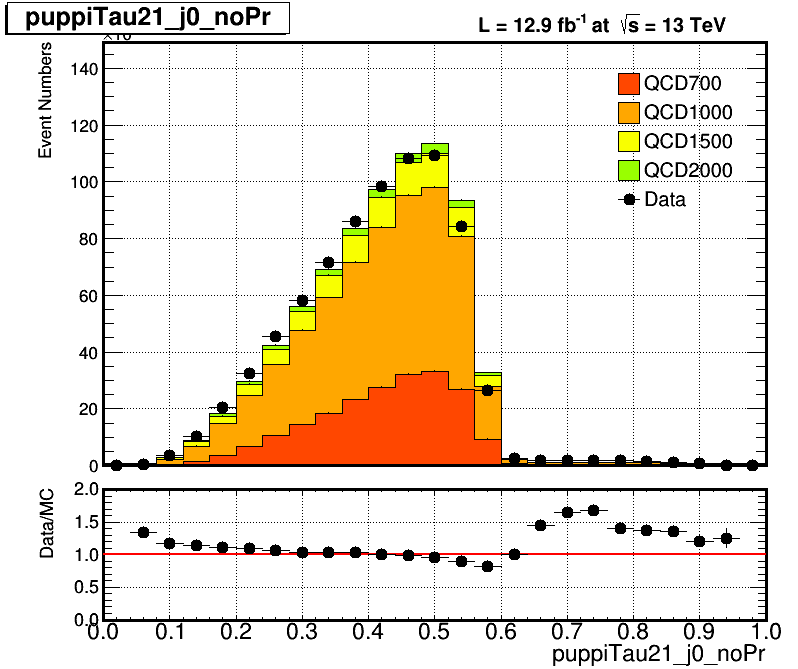 puppiTau21_j0_noPr
L = 12.9 fb⁻¹ at √s = 13 TeV
Event Numbers
140
120
100
80
60
40
20
0
QCD700
QCD1000
QCD1500
QCD2000
Data
Data/MC
2.0
1.5
1.0
0.5
0.0
0.0 0.1 0.2 0.3 0.4 0.5 0.6 0.7 0.8 0.9 1.0
puppiTau21_j0_noPr